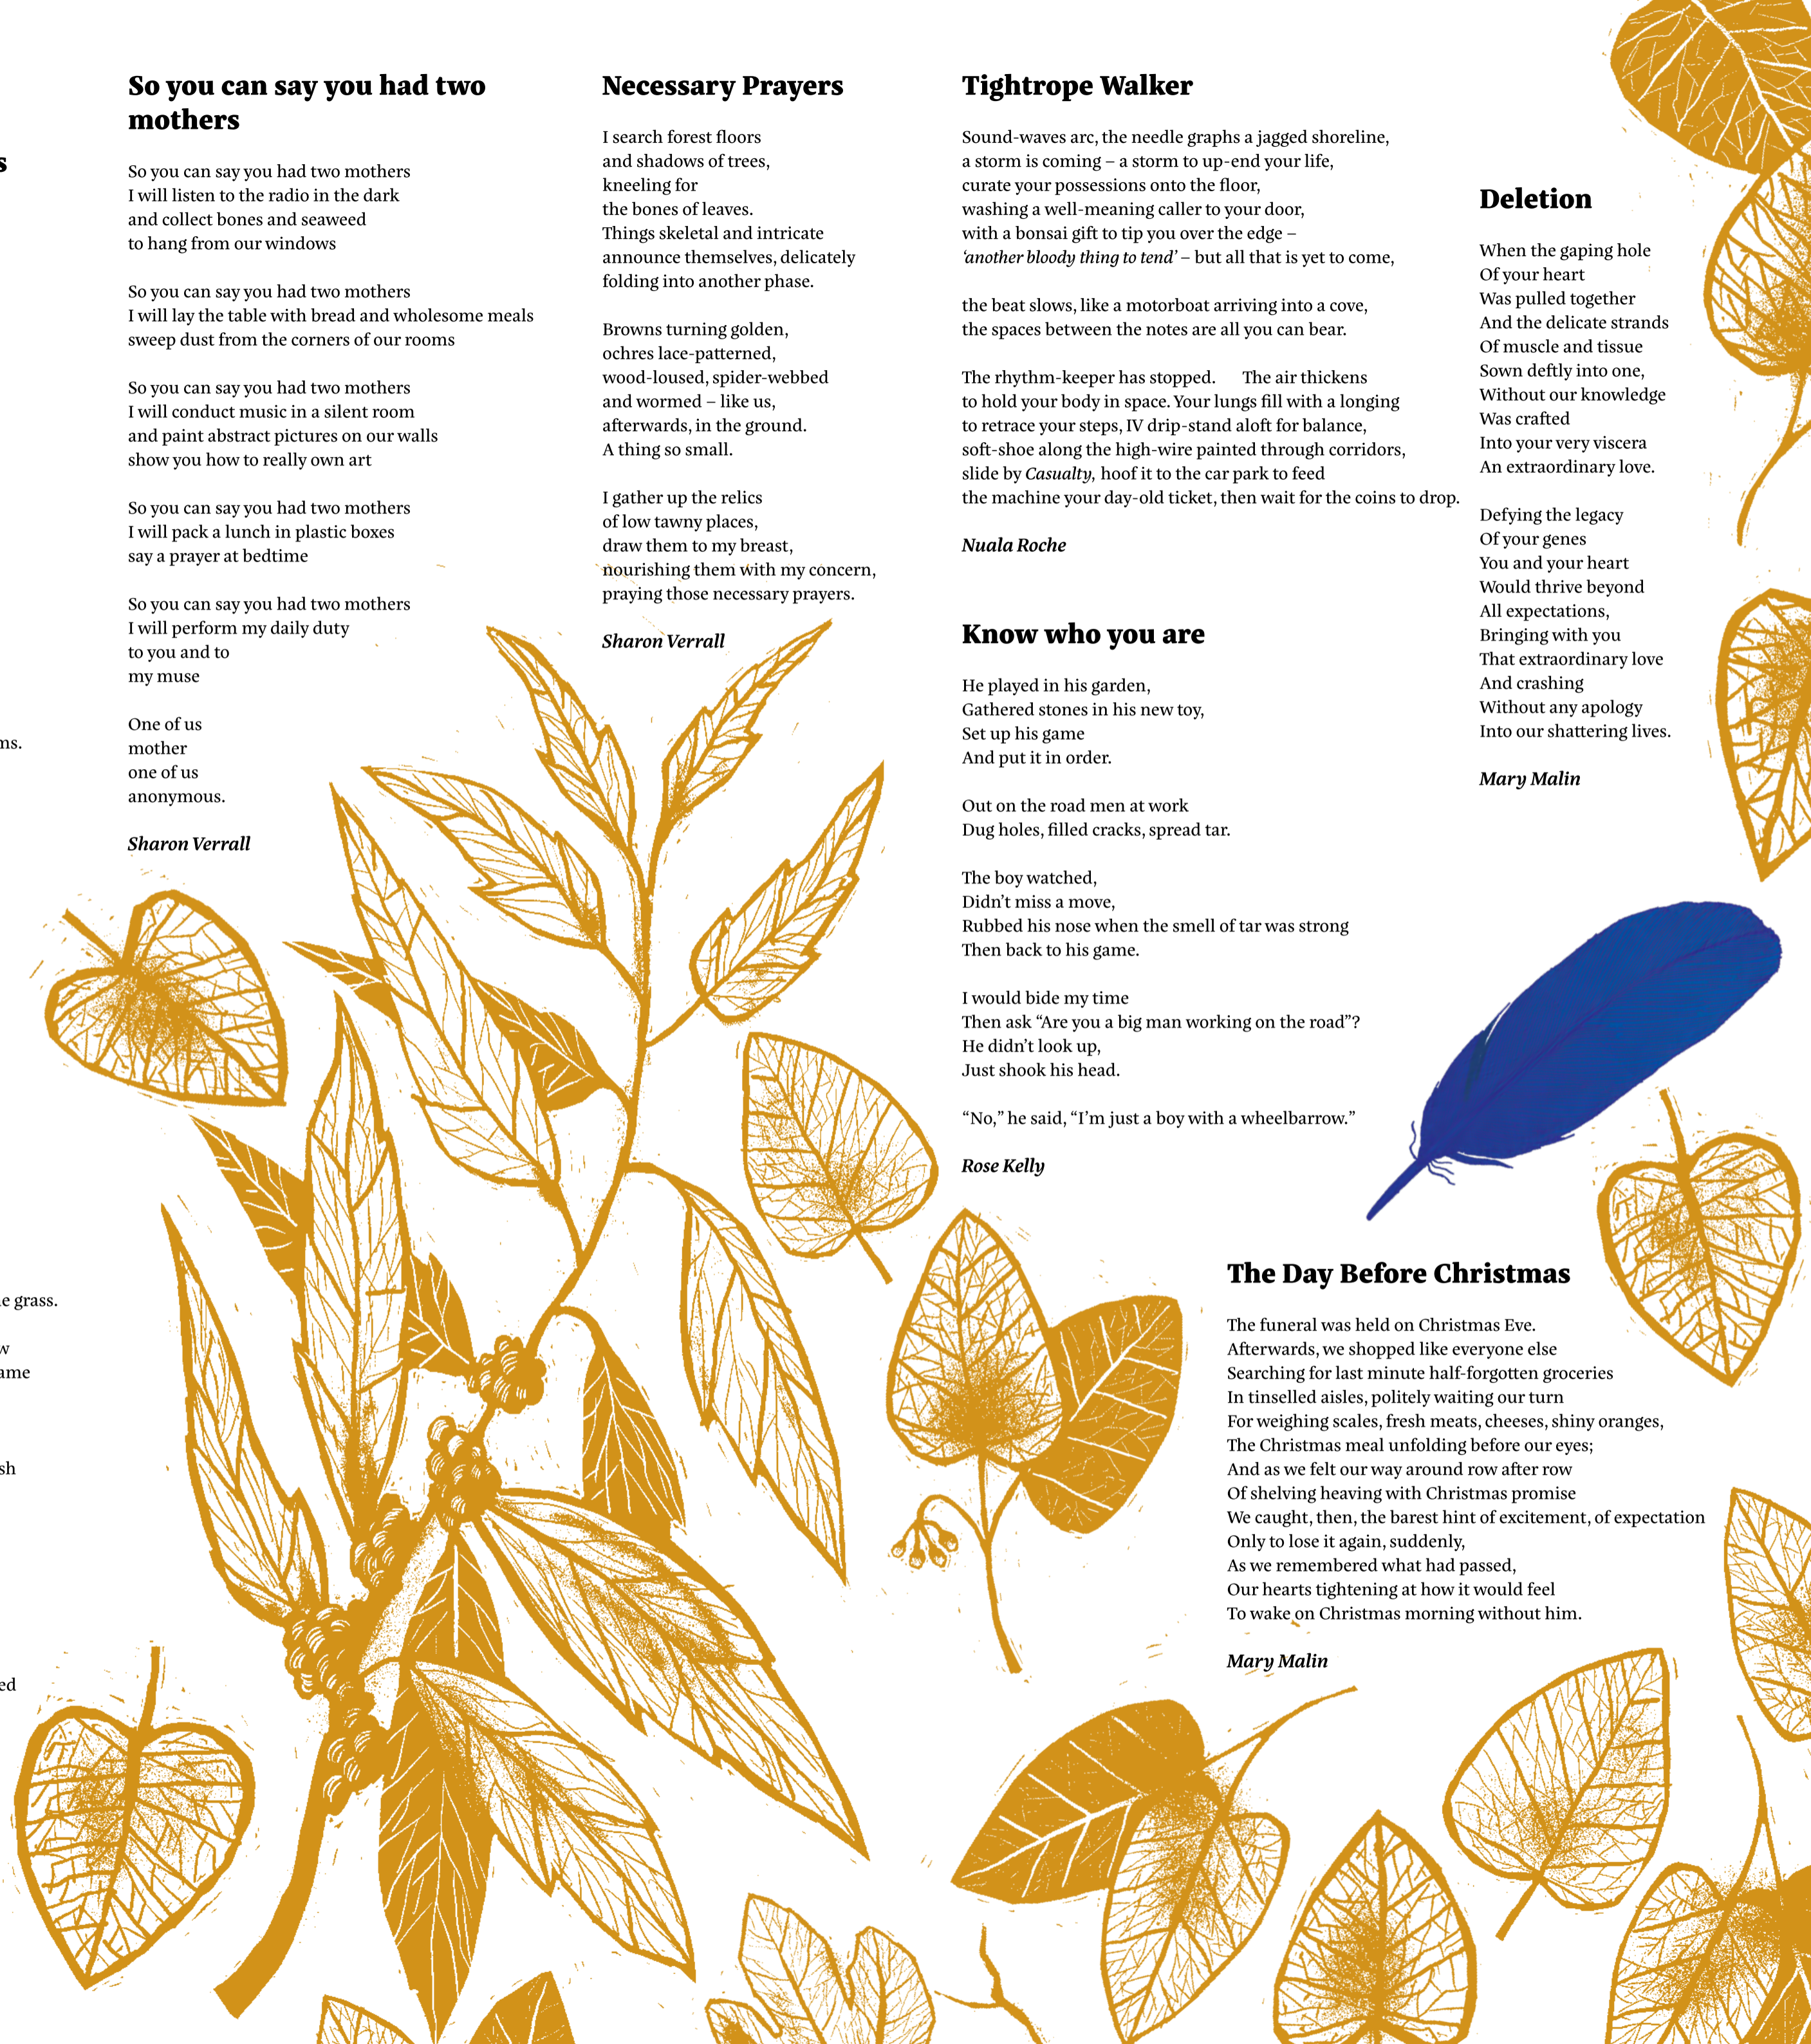 s
ms.
e grass.
w
ame
sh
ed
So you can say you had two
mothers
So you can say you had two mothers
I will listen to the radio in the dark
and collect bones and seaweed
to hang from our windows
So you can say you had two mothers
I will lay the table with bread and wholesome meals
sweep dust from the corners of our rooms
So you can say you had two mothers
I will conduct music in a silent room
and paint abstract pictures on our walls
show you how to really own art
So you can say you had two mothers
I will pack a lunch in plastic boxes
say a prayer at bedtime
So you can say you had two mothers
I will perform my daily duty
to you and to
my muse
One of us
mother
one of us
anonymous.
Sharon Verrall
Necessary Prayers
I search forest floors
and shadows of trees,
kneeling for
the bones of leaves.
Things skeletal and intricate
announce themselves, delicately
folding into another phase.
Browns turning golden,
ochres lace-patterned,
wood-loused, spider-webbed
and wormed – like us,
afterwards, in the ground.
A thing so small.
I gather up the relics
of low tawny places,
draw them to my breast,
nourishing them with my concern,
praying those necessary prayers.
Sharon Verrall
Tightrope Walker
Sound-waves arc, the needle graphs a jagged shoreline,
a storm is coming – a storm to up-end your life,
curate your possessions onto the floor,
washing a well-meaning caller to your door,
with a bonsai gift to tip you over the edge –
‘another bloody thing to tend’ – but all that is yet to come,
the beat slows, like a motorboat arriving into a cove,
the spaces between the notes are all you can bear.
The rhythm-keeper has stopped. The air thickens
to hold your body in space. Your lungs fill with a longing
to retrace your steps, IV drip-stand aloft for balance,
soft-shoe along the high-wire painted through corridors,
slide by Casualty, hoof it to the car park to feed
the machine your day-old ticket, then wait for the coins to drop.
Nuala Roche
Know who you are
He played in his garden,
Gathered stones in his new toy,
Set up his game
And put it in order.
Out on the road men at work
Dug holes, filled cracks, spread tar.
The boy watched,
Didn’t miss a move,
Rubbed his nose when the smell of tar was strong
Then back to his game.
I would bide my time
Then ask “Are you a big man working on the road”?
He didn’t look up,
Just shook his head.
“No,” he said, “I’m just a boy with a wheelbarrow.”
Rose Kelly
Deletion
When the gaping hole
Of your heart
Was pulled together
And the delicate strands
Of muscle and tissue
Sown deftly into one,
Without our knowledge
Was crafted
Into your very viscera
An extraordinary love.
Defying the legacy
Of your genes
You and your heart
Would thrive beyond
All expectations,
Bringing with you
That extraordinary love
And crashing
Without any apology
Into our shattering lives.
Mary Malin
The Day Before Christmas
The funeral was held on Christmas Eve.
Afterwards, we shopped like everyone else
Searching for last minute half-forgotten groceries
In tinselled aisles, politely waiting our turn
For weighing scales, fresh meats, cheeses, shiny oranges,
The Christmas meal unfolding before our eyes;
And as we felt our way around row after row
Of shelving heaving with Christmas promise
We caught, then, the barest hint of excitement, of expectation
Only to lose it again, suddenly,
As we remembered what had passed,
Our hearts tightening at how it would feel
To wake on Christmas morning without him.
Mary Malin